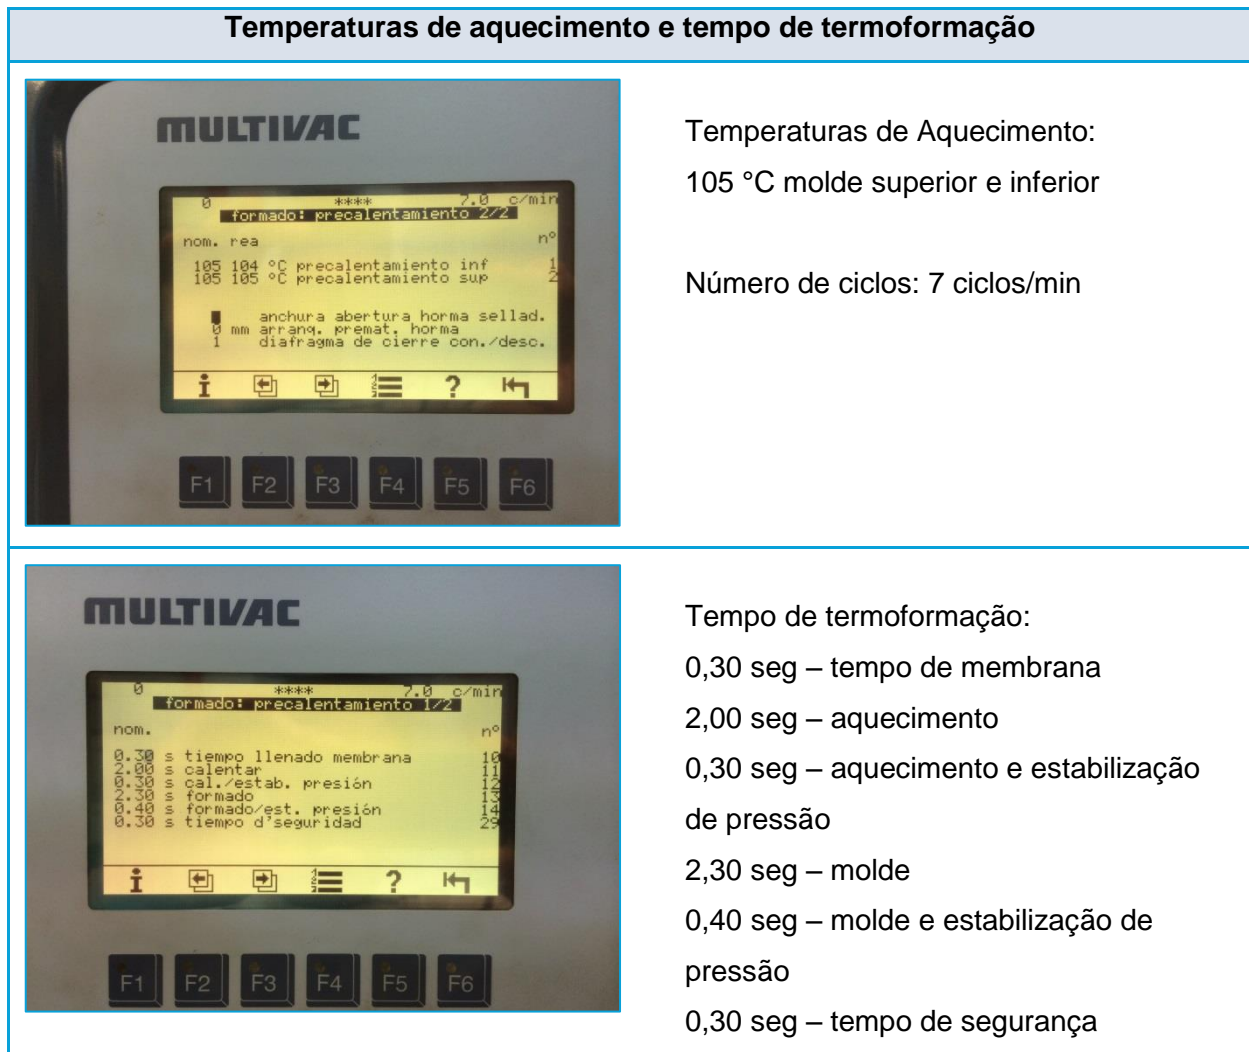 Temperaturas de aquecimento e tempo de termoformação
MULTIVAC
0 **** 7.0 c/min
formado: precalentamiento 2/2
nom. rea nº
105 104 °C precalentamiento inf 1
105 105 °C precalentamiento sup 2
anchura abertura horma sellad.
0 mm arranq. premat. horma
1 diafragma de cierre con./desc.
i ? 
F1 F2 F3 F4 F5 F6
Temperaturas de Aquecimento:
105 °C molde superior e inferior
Número de ciclos: 7 ciclos/min
MULTIVAC
0 **** 7.0 c/min
formado: precalentamiento 1/2
nom. nº
0.30 s tiempo llenado membrana 10
2.00 s calentar 11
0.30 s cal./estab. presión 12
2.30 s formado 13
0.40 s formado/est. presión 14
0.30 s tiempo d'seguridad 29
i ?
F1 F2 F3 F4 F5 F6
Tempo de termoformação:
0,30 seg – tempo de membrana
2,00 seg – aquecimento
0,30 seg – aquecimento e estabilização
de pressão
2,30 seg – molde
0,40 seg – molde e estabilização de
pressão
0,30 seg – tempo de segurança